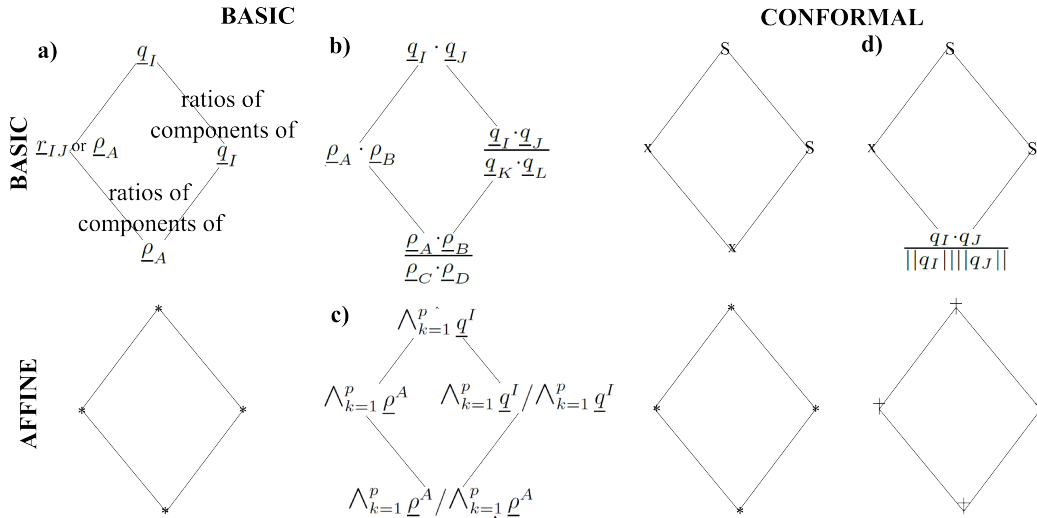 BASIC
CONFORMAL
a)
q_I
ratios of
components of
r_{IJ} or ρ_A
q_I
ratios of
components of
ρ_A
BASIC
b)
q_I · q_J
ρ_A · ρ_B
q_I · q_J
q_K · q_L
ρ_A · ρ_B
ρ_C · ρ_D
S
x
S
x
d)
S
x
S
q_I · q_J
||q_I|| ||q_J||
AFFINE
*
*
*
*
c)
⋀_{k=1}^p q^I
⋀_{k=1}^p ρ^A
⋀_{k=1}^p q^I / ⋀_{k=1}^p q^I
⋀_{k=1}^p ρ^A / ⋀_{k=1}^p ρ^A
*
*
*
*
+
+
+